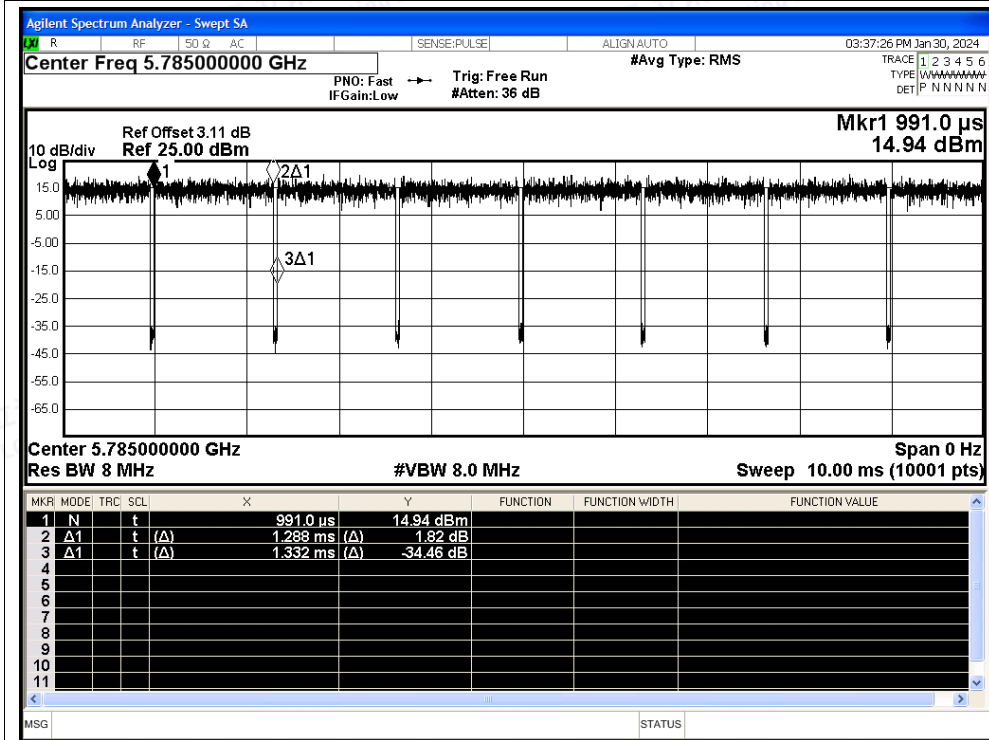 Agilent Spectrum Analyzer - Swept SA
LXI R RF 50 Ω AC SENSE:PULSE ALIGN AUTO 03:37:26 PM Jan 30, 2024
Center Freq 5.785000000 GHz #Avg Type: RMS TRACE 1 2 3 4 5 6
PNO: Fast Trig: Free Run TYPE
IFGain:Low #Atten: 36 dB DET P N N N N N
Mkr1 991.0 µs
Ref Offset 3.11 dB
10 dB/div Ref 25.00 dBm 14.94 dBm
Log
1 2Δ1
15.0
5.00
-5.00
3Δ1
-15.0
-25.0
-35.0
-45.0
-55.0
-65.0
Center 5.785000000 GHz Span 0 Hz
Res BW 8 MHz #VBW 8.0 MHz Sweep 10.00 ms (10001 pts)
MKR MODE TRC SCL X Y FUNCTION FUNCTION WIDTH FUNCTION VALUE
1 N t 991.0 µs 14.94 dBm
2 Δ1 t (Δ) 1.288 ms (Δ) 1.82 dB
3 Δ1 t (Δ) 1.332 ms (Δ) -34.46 dB
4
5
6
7
8
9
10
11
MSG STATUS